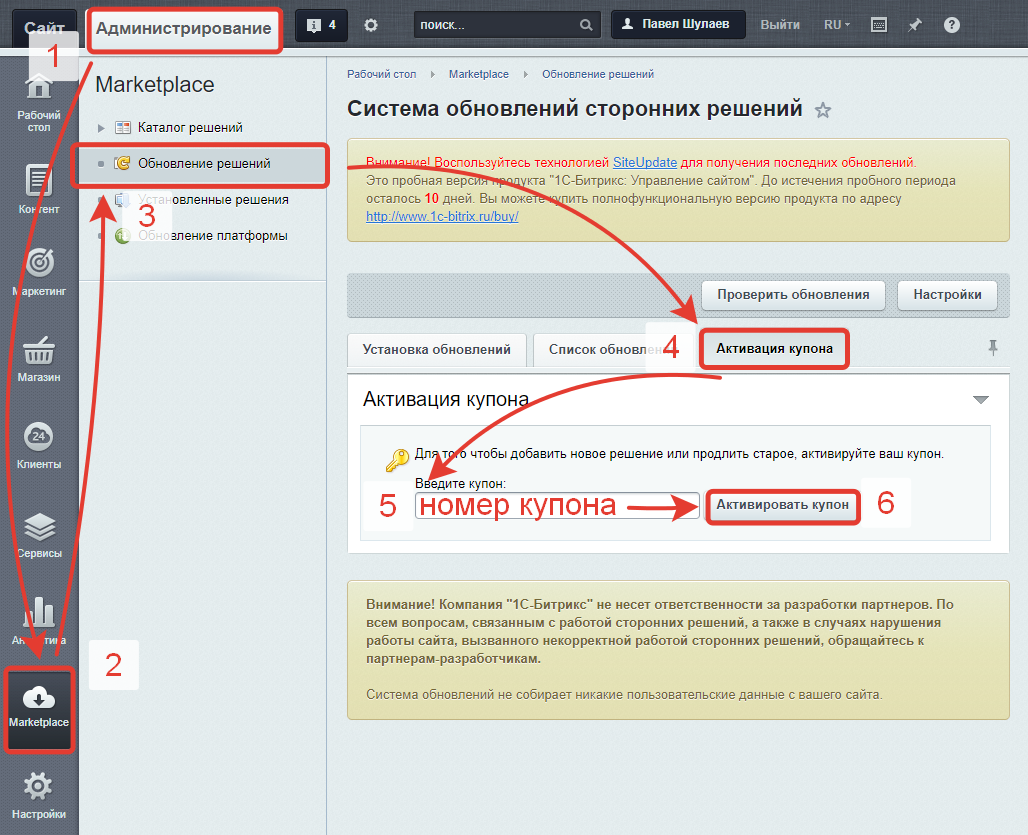 Сайт
Администрирование
4
поиск...
Павел Шулаев
Выйти
RU
?
1
Рабочий
стол
Контент
Маркетинг
Магазин
24
Клиенты
Сервисы
Аналитика
Marketplace
Настройки
2
Marketplace
Каталог решений
Обновление решений
Установленные решения
3
Обновление платформы
Рабочий стол
Marketplace
Обновление решений
Система обновлений сторонних решений
Внимание! Воспользуйтесь технологией SiteUpdate для получения последних обновлений.
Это пробная версия продукта "1С-Битрикс: Управление сайтом". До истечения пробного периода
осталось 10 дней. Вы можете купить полнофункциональную версию продукта по адресу
http://www.1c-bitrix.ru/buy/
Проверить обновления
Настройки
Установка обновлений
Список обновлен
4
Активация купона
Активация купона
Для того чтобы добавить новое решение или продлить старое, активируйте ваш купон.
Введите купон:
5
номер купона
Активировать купон
6
Внимание! Компания "1С-Битрикс" не несет ответственности за разработки партнеров. По
всем вопросам, связанным с работой сторонних решений, а также в случаях нарушения
работы сайта, вызванного некорректной работой сторонних решений, обращайтесь к
партнерам-разработчикам.
Система обновлений не собирает никакие пользовательские данные с вашего сайта.